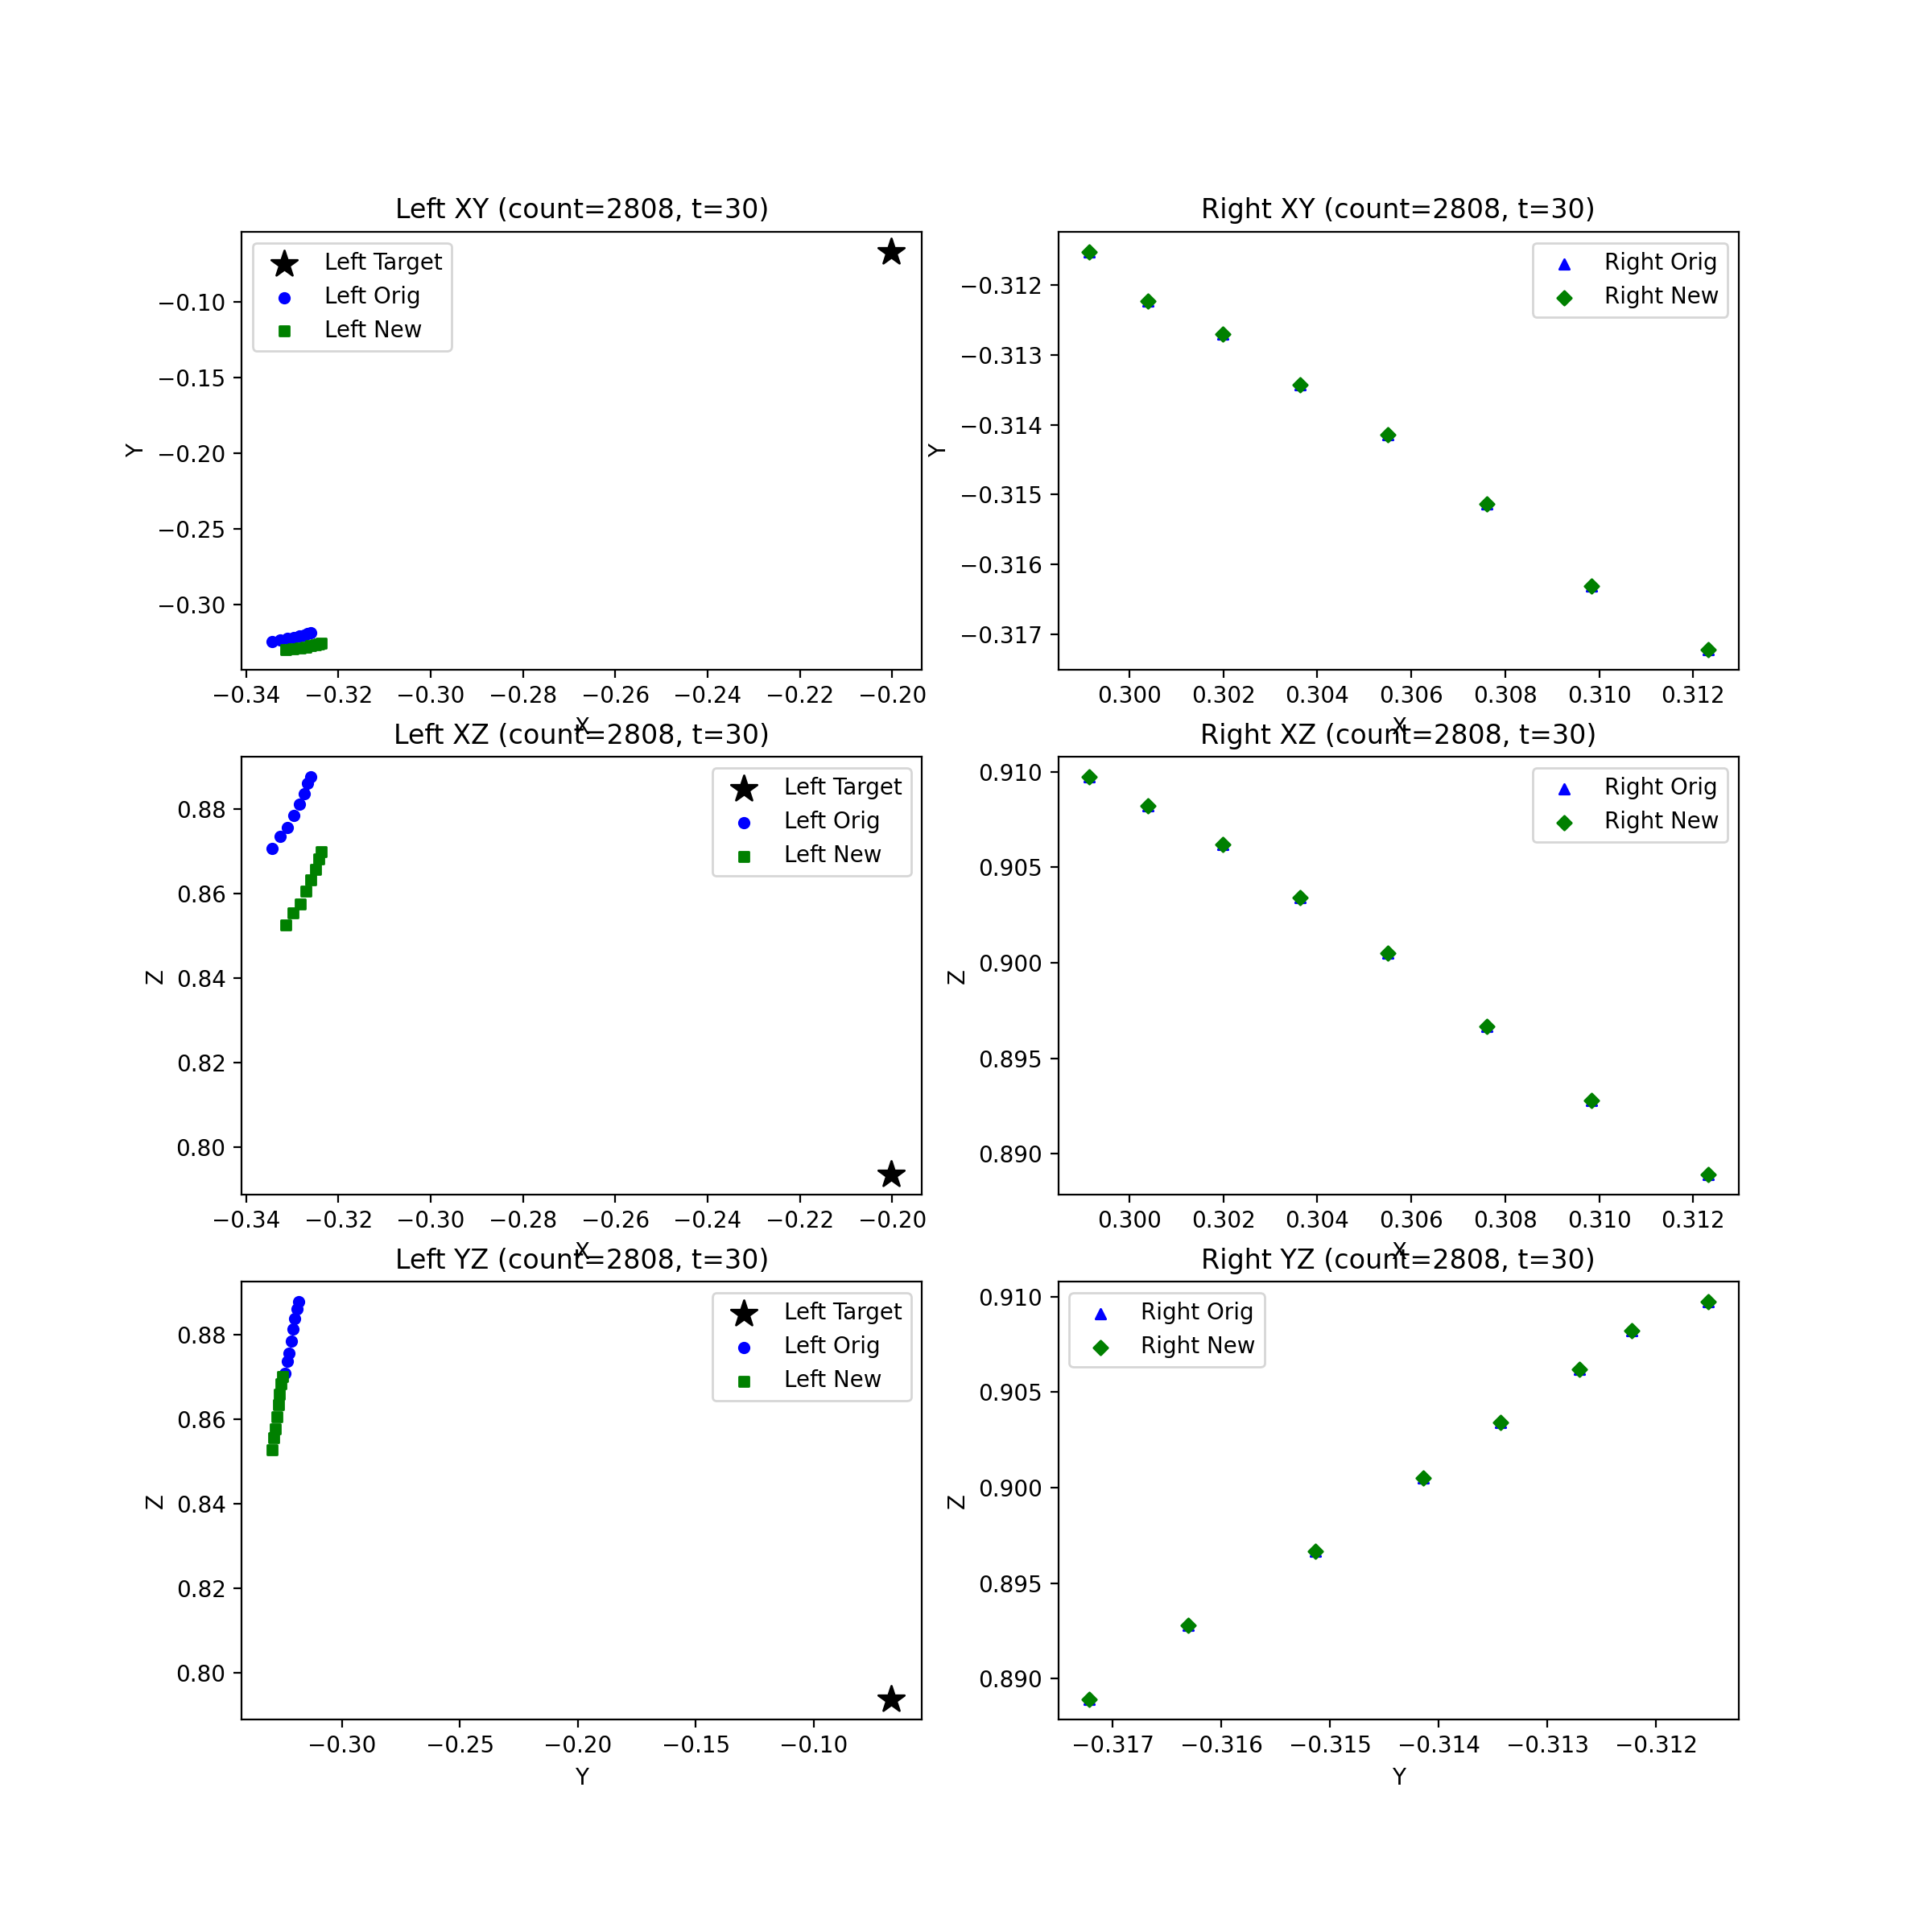 Left XY (count=2808, t=30)
Left Target
Left Orig
Left New
Y
−0.10
−0.15
−0.20
−0.25
−0.30
−0.34 −0.32 −0.30 −0.28 −0.26 −0.24 −0.22 −0.20
X
Right XY (count=2808, t=30)
Right Orig
Right New
Y
−0.312
−0.313
−0.314
−0.315
−0.316
−0.317
0.300 0.302 0.304 0.306 0.308 0.310 0.312
X
Left XZ (count=2808, t=30)
Left Target
Left Orig
Left New
Z
0.88
0.86
0.84
0.82
0.80
−0.34 −0.32 −0.30 −0.28 −0.26 −0.24 −0.22 −0.20
X
Right XZ (count=2808, t=30)
Right Orig
Right New
Z
0.910
0.905
0.900
0.895
0.890
0.300 0.302 0.304 0.306 0.308 0.310 0.312
X
Left YZ (count=2808, t=30)
Left Target
Left Orig
Left New
Z
0.88
0.86
0.84
0.82
0.80
−0.30 −0.25 −0.20 −0.15 −0.10
Y
Right YZ (count=2808, t=30)
Right Orig
Right New
Z
0.910
0.905
0.900
0.895
0.890
−0.317 −0.316 −0.315 −0.314 −0.313 −0.312
Y